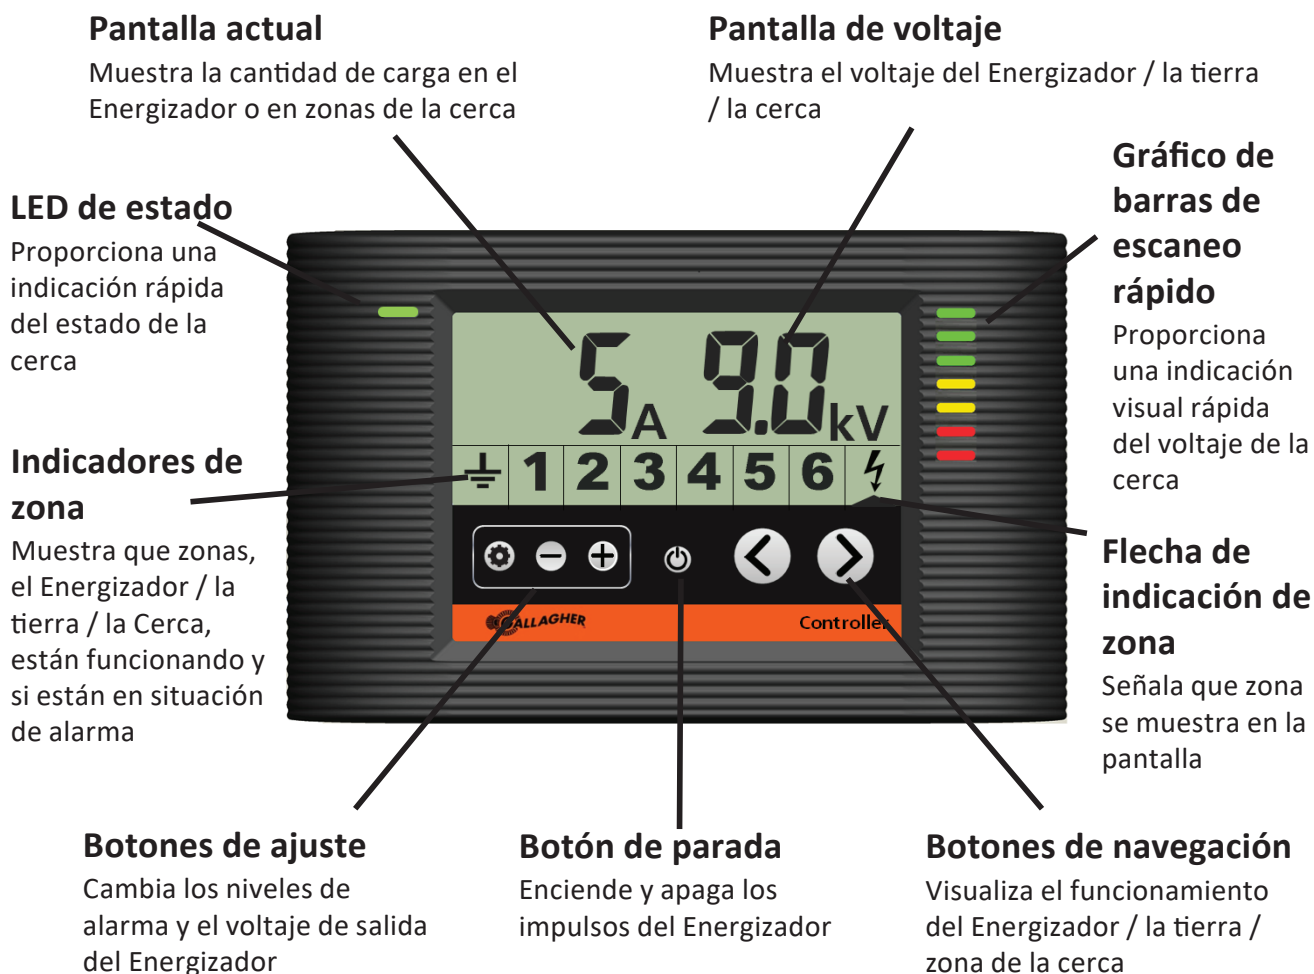 Pantalla actual
Muestra la cantidad de carga en el
Energizador o en zonas de la cerca
Pantalla de voltaje
Muestra el voltaje del Energizador / la tierra
/ la cerca
LED de estado
Proporciona una
indicación rápida
del estado de la
cerca
Gráfico de
barras de
escaneo
rápido
Proporciona
una indicación
visual rápida
del voltaje de la
cerca
5A 9.0kV
1 2 3 4 5 6
GALLAGHER
Controller
Indicadores de
zona
Muestra que zonas,
el Energizador / la
tierra / la Cerca,
están funcionando y
si están en situación
de alarma
Flecha de
indicación de
zona
Señala que zona
se muestra en la
pantalla
Botones de ajuste
Cambia los niveles de
alarma y el voltaje de salida
del Energizador
Botón de parada
Enciende y apaga los
impulsos del Energizador
Botones de navegación
Visualiza el funcionamiento
del Energizador / la tierra /
zona de la cerca